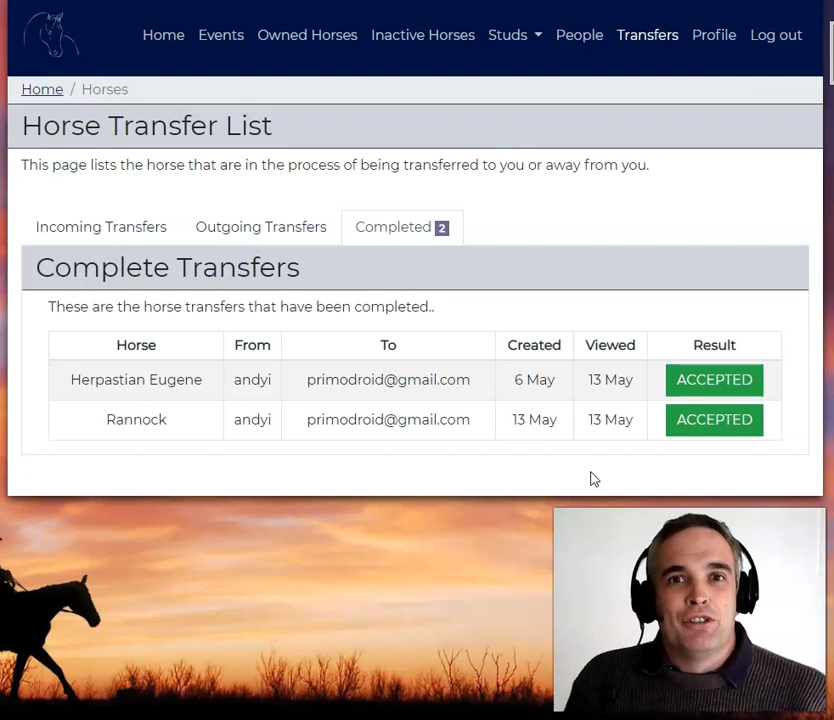 Home Events Owned Horses Inactive Horses Studs People Transfers Profile Log out
Home / Horses
Horse Transfer List
This page lists the horse that are in the process of being transferred to you or away from you.
Incoming Transfers Outgoing Transfers Completed 2
Complete Transfers
These are the horse transfers that have been completed..
Horse From To Created Viewed Result
Herpastian Eugene andyi primodroid@gmail.com 6 May 13 May ACCEPTED
Rannock andyi primodroid@gmail.com 13 May 13 May ACCEPTED